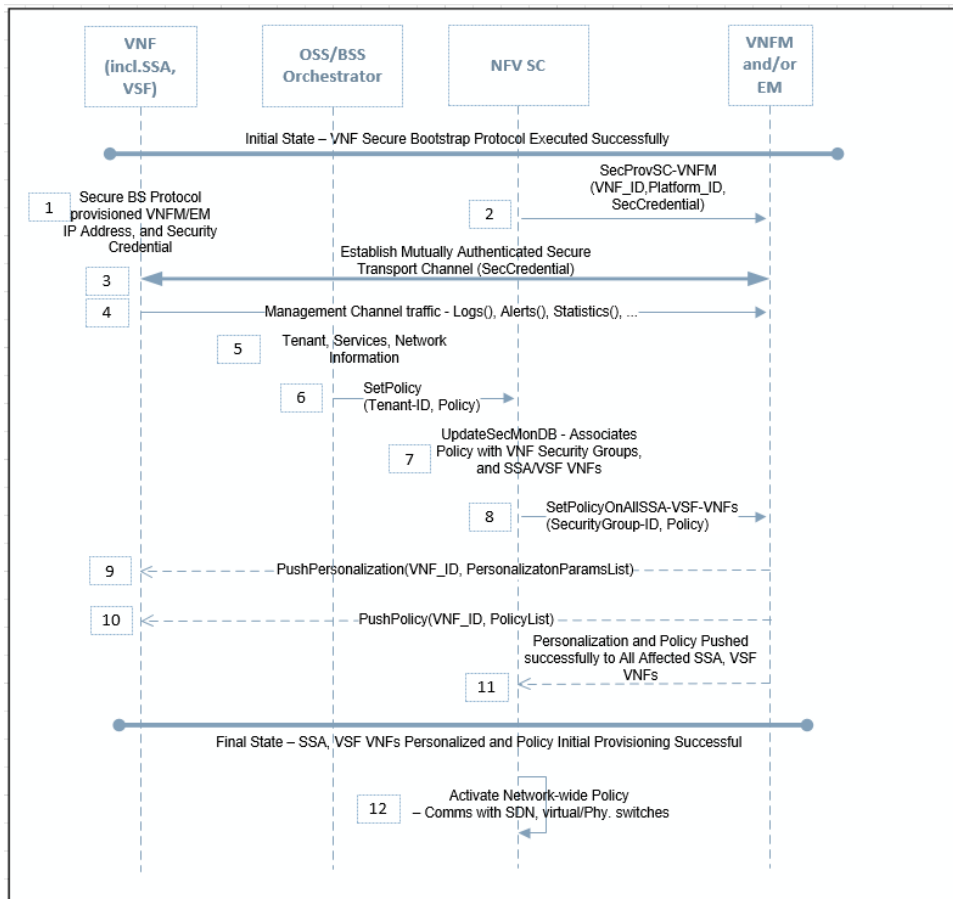 VNF
(incl.SSA,
VSF)
OSS/BSS
Orchestrator
NFV SC
VNFM
and/or
EM
Initial State – VNF Secure Bootstrap Protocol Executed Successfully
1
Secure BS Protocol
provisioned VNFM/EM
IP Address, and Security
Credential
2
SecProvSC-VNFM
(VNF_ID,Platform_ID,
SecCredential)
3
Establish Mutually Authenticated Secure
Transport Channel (SecCredential)
4
Management Channel traffic - Logs(), Alerts(), Statistics(), ...
5
Tenant, Services, Network
Information
6
SetPolicy
(Tenant-ID, Policy)
7
UpdateSecMonDB - Associates
Policy with VNF Security Groups,
and SSA/VSF VNFs
8
SetPolicyOnAllSSA-VSF-VNFs
(SecurityGroup-ID, Policy)
9
PushPersonalization(VNF_ID, PersonalizatonParamsList)
10
PushPolicy(VNF_ID, PolicyList)
11
Personalization and Policy Pushed
successfully to All Affected SSA, VSF
VNFs
Final State – SSA, VSF VNFs Personalized and Policy Initial Provisioning Successful
12
Activate Network-wide Policy
– Comms with SDN, virtual/Phy. switches